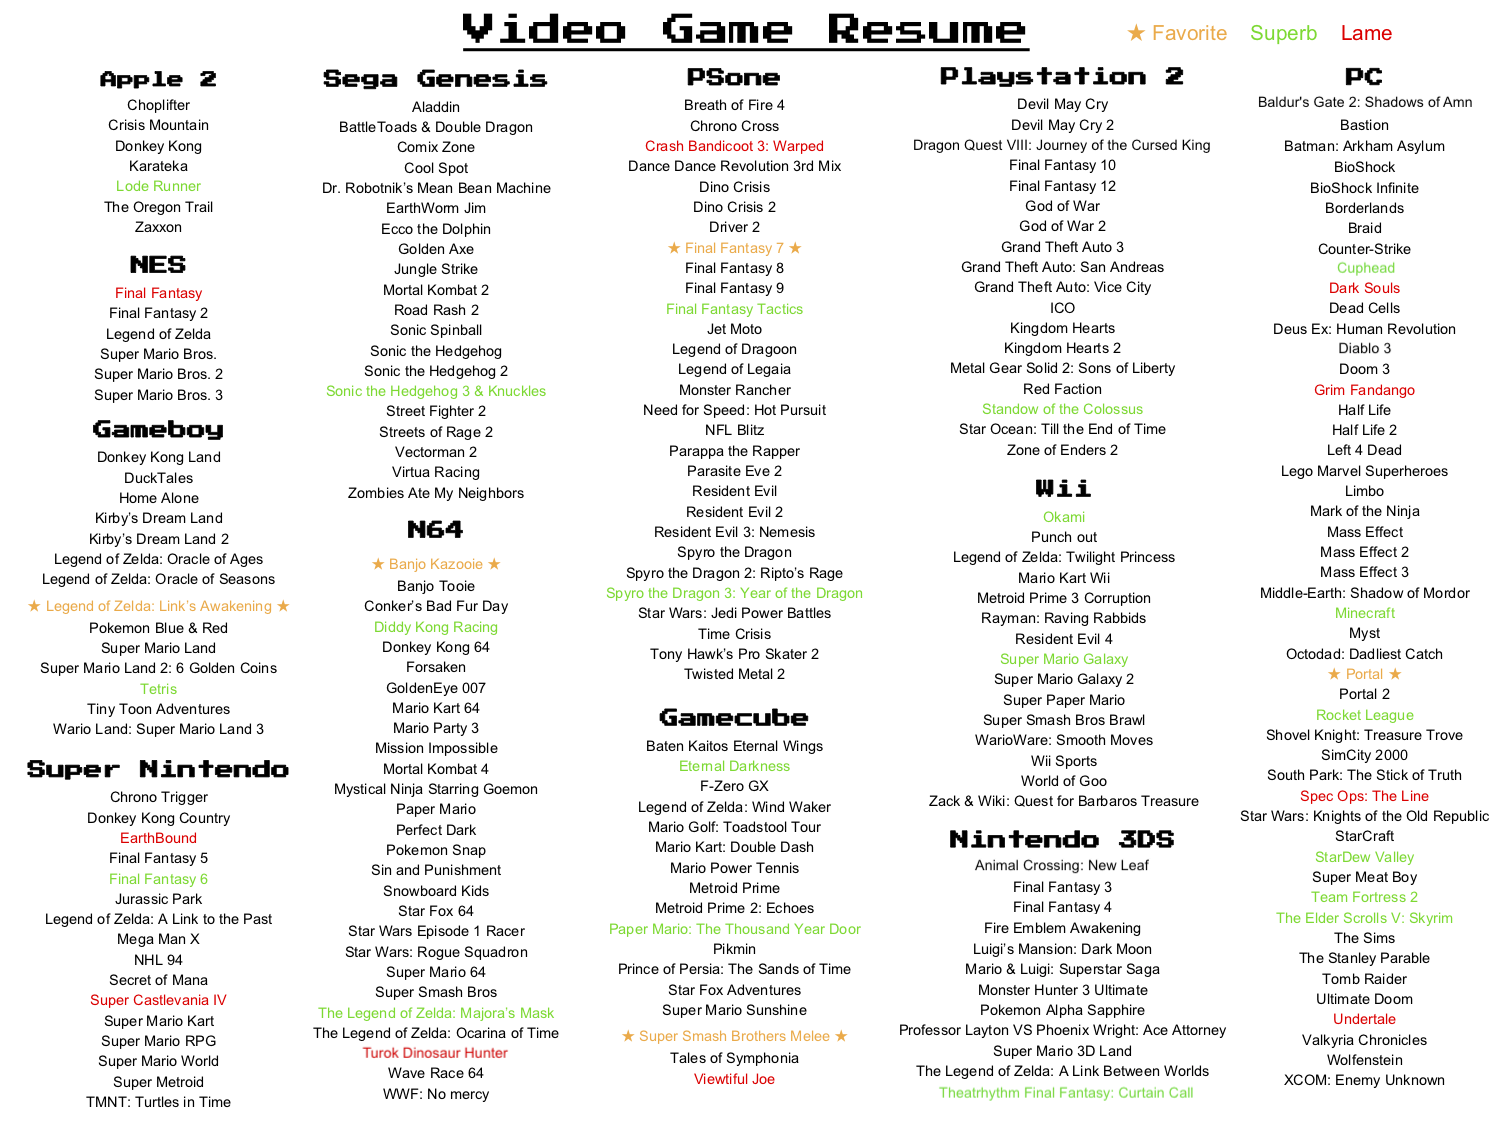 Video Game Resume
★ Favorite Superb Lame
Apple 2
Choplifter
Crisis Mountain
Donkey Kong
Karateka
Lode Runner
The Oregon Trail
Zaxxon
NES
Final Fantasy
Final Fantasy 2
Legend of Zelda
Super Mario Bros.
Super Mario Bros. 2
Super Mario Bros. 3
Gameboy
Donkey Kong Land
DuckTales
Home Alone
Kirby's Dream Land
Kirby's Dream Land 2
Legend of Zelda: Oracle of Ages
Legend of Zelda: Oracle of Seasons
★ Legend of Zelda: Link's Awakening ★
Pokemon Blue & Red
Super Mario Land
Super Mario Land 2: 6 Golden Coins
Tetris
Tiny Toon Adventures
Wario Land: Super Mario Land 3
Super Nintendo
Chrono Trigger
Donkey Kong Country
EarthBound
Final Fantasy 5
Final Fantasy 6
Jurassic Park
Legend of Zelda: A Link to the Past
Mega Man X
NHL 94
Secret of Mana
Super Castlevania IV
Super Mario Kart
Super Mario RPG
Super Mario World
Super Metroid
TMNT: Turtles in Time
Sega Genesis
Aladdin
BattleToads & Double Dragon
Comix Zone
Cool Spot
Dr. Robotnik's Mean Bean Machine
EarthWorm Jim
Ecco the Dolphin
Golden Axe
Jungle Strike
Mortal Kombat 2
Road Rash 2
Sonic Spinball
Sonic the Hedgehog
Sonic the Hedgehog 2
Sonic the Hedgehog 3 & Knuckles
Street Fighter 2
Streets of Rage 2
Vectorman 2
Virtua Racing
Zombies Ate My Neighbors
N64
★ Banjo Kazooie ★
Banjo Tooie
Conker's Bad Fur Day
Diddy Kong Racing
Donkey Kong 64
Forsaken
GoldenEye 007
Mario Kart 64
Mario Party 3
Mission Impossible
Mortal Kombat 4
Mystical Ninja Starring Goemon
Paper Mario
Perfect Dark
Pokemon Snap
Sin and Punishment
Snowboard Kids
Star Fox 64
Star Wars Episode 1 Racer
Star Wars: Rogue Squadron
Super Mario 64
Super Smash Bros
The Legend of Zelda: Majora's Mask
The Legend of Zelda: Ocarina of Time
Turok Dinosaur Hunter
Wave Race 64
WWF: No mercy
PSone
Breath of Fire 4
Chrono Cross
Crash Bandicoot 3: Warped
Dance Dance Revolution 3rd Mix
Dino Crisis
Dino Crisis 2
Driver 2
★ Final Fantasy 7 ★
Final Fantasy 8
Final Fantasy 9
Final Fantasy Tactics
Jet Moto
Legend of Dragoon
Legend of Legaia
Monster Rancher
Need for Speed: Hot Pursuit
NFL Blitz
Parappa the Rapper
Parasite Eve 2
Resident Evil
Resident Evil 2
Resident Evil 3: Nemesis
Spyro the Dragon
Spyro the Dragon 2: Ripto's Rage
Spyro the Dragon 3: Year of the Dragon
Star Wars: Jedi Power Battles
Time Crisis
Tony Hawk's Pro Skater 2
Twisted Metal 2
Gamecube
Baten Kaitos Eternal Wings
Eternal Darkness
F-Zero GX
Legend of Zelda: Wind Waker
Mario Golf: Toadstool Tour
Mario Kart: Double Dash
Mario Power Tennis
Metroid Prime
Metroid Prime 2: Echoes
Paper Mario: The Thousand Year Door
Pikmin
Prince of Persia: The Sands of Time
Star Fox Adventures
Super Mario Sunshine
★ Super Smash Brothers Melee ★
Tales of Symphonia
Viewtiful Joe
Playstation 2
Devil May Cry
Devil May Cry 2
Dragon Quest VIII: Journey of the Cursed King
Final Fantasy 10
Final Fantasy 12
God of War
God of War 2
Grand Theft Auto 3
Grand Theft Auto: San Andreas
Grand Theft Auto: Vice City
ICO
Kingdom Hearts
Kingdom Hearts 2
Metal Gear Solid 2: Sons of Liberty
Red Faction
Standow of the Colossus
Star Ocean: Till the End of Time
Zone of Enders 2
Wii
Okami
Punch out
Legend of Zelda: Twilight Princess
Mario Kart Wii
Metroid Prime 3 Corruption
Rayman: Raving Rabbids
Resident Evil 4
Super Mario Galaxy
Super Mario Galaxy 2
Super Paper Mario
Super Smash Bros Brawl
WarioWare: Smooth Moves
Wii Sports
World of Goo
Zack & Wiki: Quest for Barbaros Treasure
Nintendo 3DS
Animal Crossing: New Leaf
Final Fantasy 3
Final Fantasy 4
Fire Emblem Awakening
Luigi's Mansion: Dark Moon
Mario & Luigi: Superstar Saga
Monster Hunter 3 Ultimate
Pokemon Alpha Sapphire
Professor Layton VS Phoenix Wright: Ace Attorney
Super Mario 3D Land
The Legend of Zelda: A Link Between Worlds
Theatrhythm Final Fantasy: Curtain Call
PC
Baldur's Gate 2: Shadows of Amn
Bastion
Batman: Arkham Asylum
BioShock
BioShock Infinite
Borderlands
Braid
Counter-Strike
Cuphead
Dark Souls
Dead Cells
Deus Ex: Human Revolution
Diablo 3
Doom 3
Grim Fandango
Half Life
Half Life 2
Left 4 Dead
Lego Marvel Superheroes
Limbo
Mark of the Ninja
Mass Effect
Mass Effect 2
Mass Effect 3
Middle-Earth: Shadow of Mordor
Minecraft
Myst
Octodad: Dadliest Catch
★ Portal ★
Portal 2
Rocket League
Shovel Knight: Treasure Trove
SimCity 2000
South Park: The Stick of Truth
Spec Ops: The Line
Star Wars: Knights of the Old Republic
StarCraft
StarDew Valley
Super Meat Boy
Team Fortress 2
The Elder Scrolls V: Skyrim
The Sims
The Stanley Parable
Tomb Raider
Ultimate Doom
Undertale
Valkyria Chronicles
Wolfenstein
XCOM: Enemy Unknown